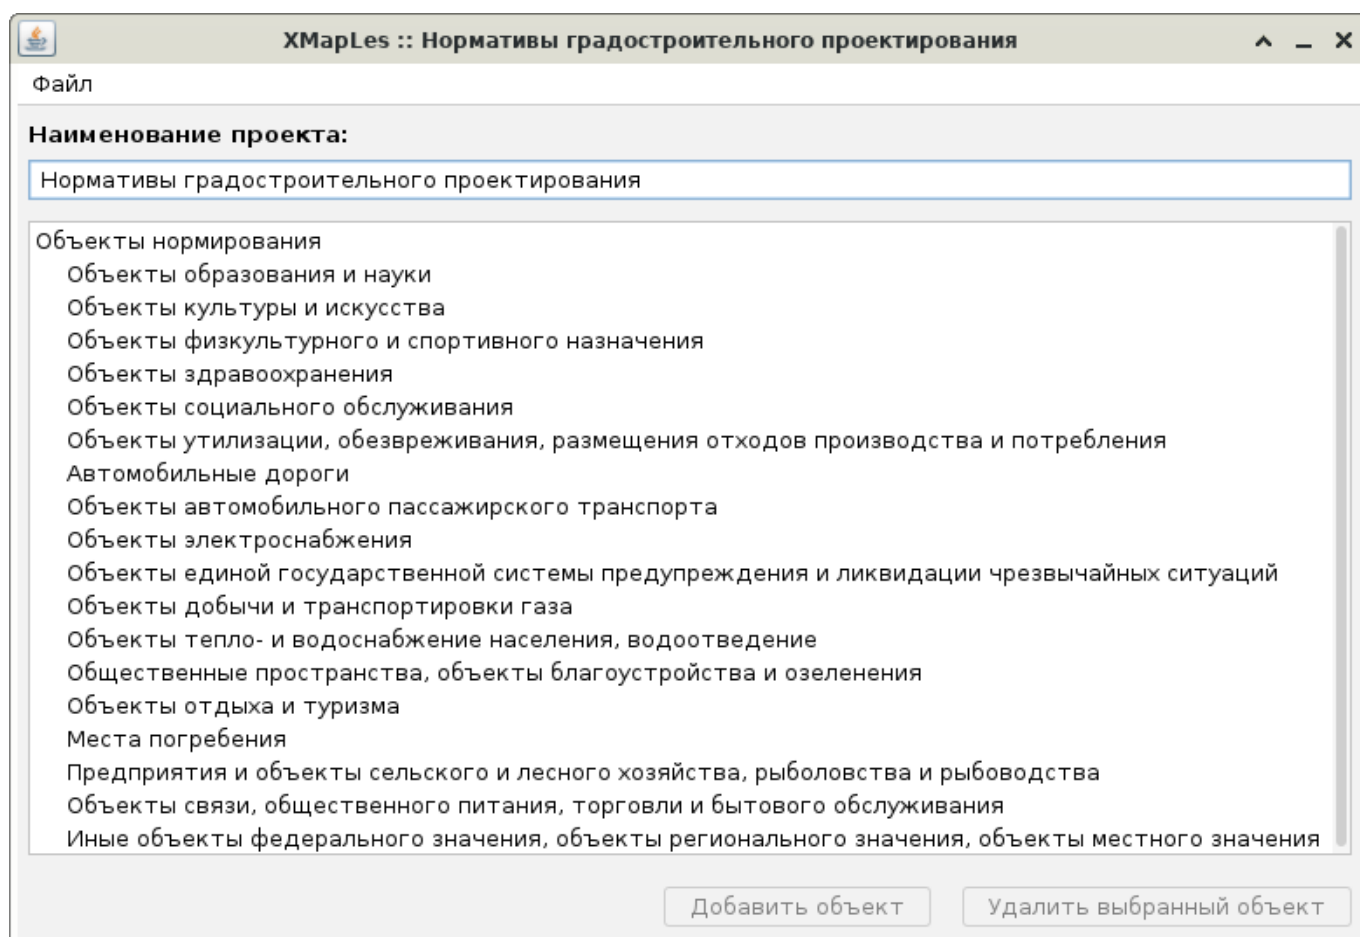 XMapLes :: Нормативы градостроительного проектирования
Файл
Наименование проекта:
Нормативы градостроительного проектирования
Объекты нормирования
Объекты образования и науки
Объекты культуры и искусства
Объекты физкультурного и спортивного назначения
Объекты здравоохранения
Объекты социального обслуживания
Объекты утилизации, обезвреживания, размещения отходов производства и потребления
Автомобильные дороги
Объекты автомобильного пассажирского транспорта
Объекты электроснабжения
Объекты единой государственной системы предупреждения и ликвидации чрезвычайных ситуаций
Объекты добычи и транспортировки газа
Объекты тепло- и водоснабжение населения, водоотведение
Общественные пространства, объекты благоустройства и озеленения
Объекты отдыха и туризма
Места погребения
Предприятия и объекты сельского и лесного хозяйства, рыболовства и рыбоводства
Объекты связи, общественного питания, торговли и бытового обслуживания
Иные объекты федерального значения, объекты регионального значения, объекты местного значения
Добавить объект Удалить выбранный объект